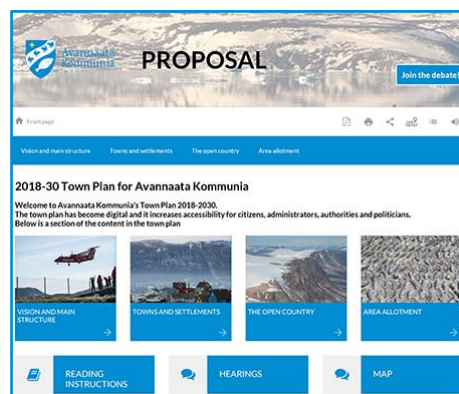 Avannaata
Kommunia
PROPOSAL
Join the debate!
Frontpage
Vision and main structure
Towns and settlements
The open country
Area allotment
2018-30 Town Plan for Avannaata Kommunia
Welcome to Avannaata Kommunia's Town Plan 2018-2030.
The town plan has become digital and it increases accessibility for citizens, administrators, authorities and politicians.
Below is a section of the content in the town plan
VISION AND MAIN
STRUCTURE
TOWNS AND SETTLEMENTS
THE OPEN COUNTRY
AREA ALLOTMENT
READING
INSTRUCTIONS
HEARINGS
MAP